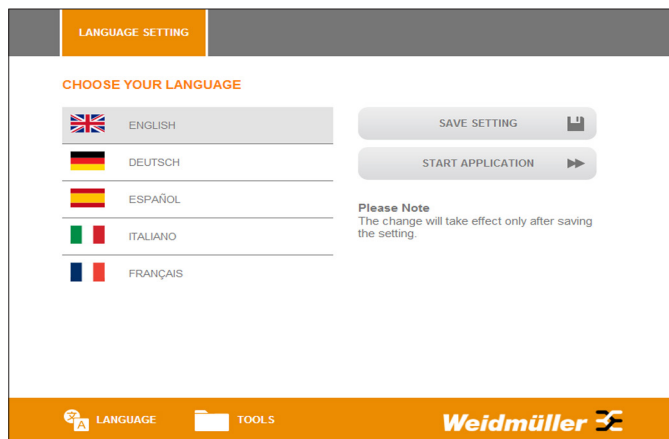 LANGUAGE SETTING
CHOOSE YOUR LANGUAGE
ENGLISH
DEUTSCH
ESPAÑOL
ITALIANO
FRANÇAIS
SAVE SETTING
START APPLICATION
Please Note
The change will take effect only after saving
the setting.
LANGUAGE
TOOLS
Weidmüller